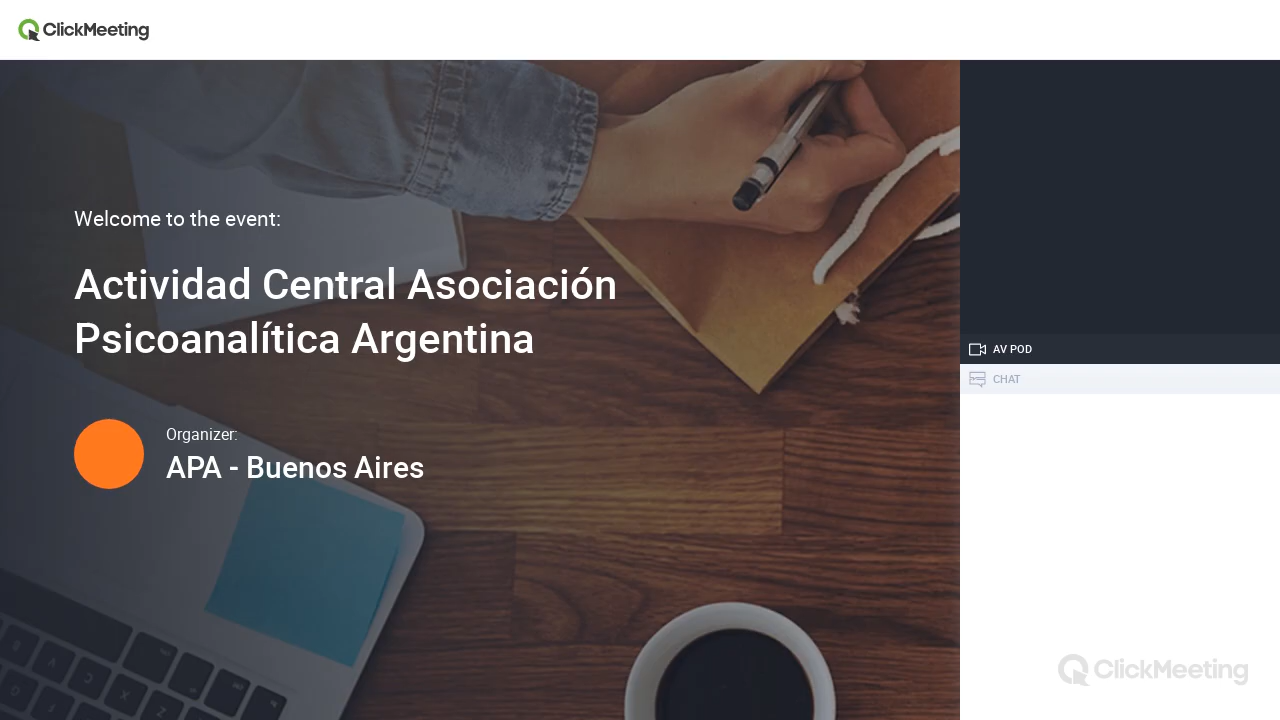 ClickMeeting
Welcome to the event:
Actividad Central Asociación
Psicoanalítica Argentina
Organizer:
APA - Buenos Aires
AV POD
CHAT
ClickMeeting